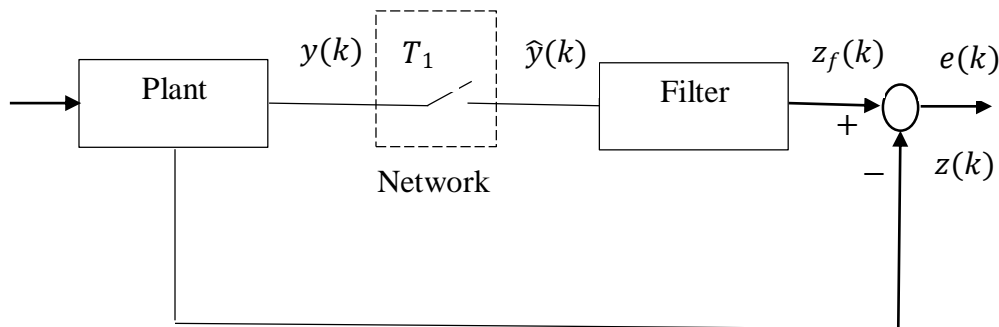 y(k)
T₁
ŷ(k)
z_f(k)
e(k)
Plant
Filter
+
−
z(k)
Network